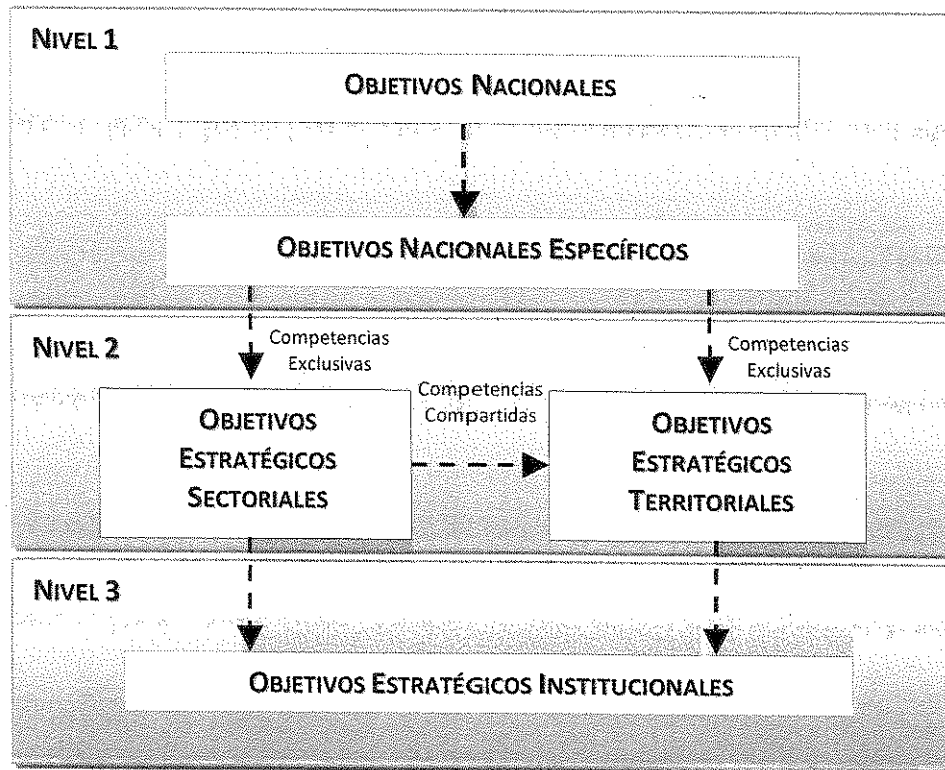 NIVEL 1
OBJETIVOS NACIONALES
OBJETIVOS NACIONALES ESPECÍFICOS
NIVEL 2
Competencias
Exclusivas
Competencias
Exclusivas
Competencias
Compartidas
OBJETIVOS
ESTRATÉGICOS
SECTORIALES
OBJETIVOS
ESTRATÉGICOS
TERRITORIALES
NIVEL 3
OBJETIVOS ESTRATÉGICOS INSTITUCIONALES